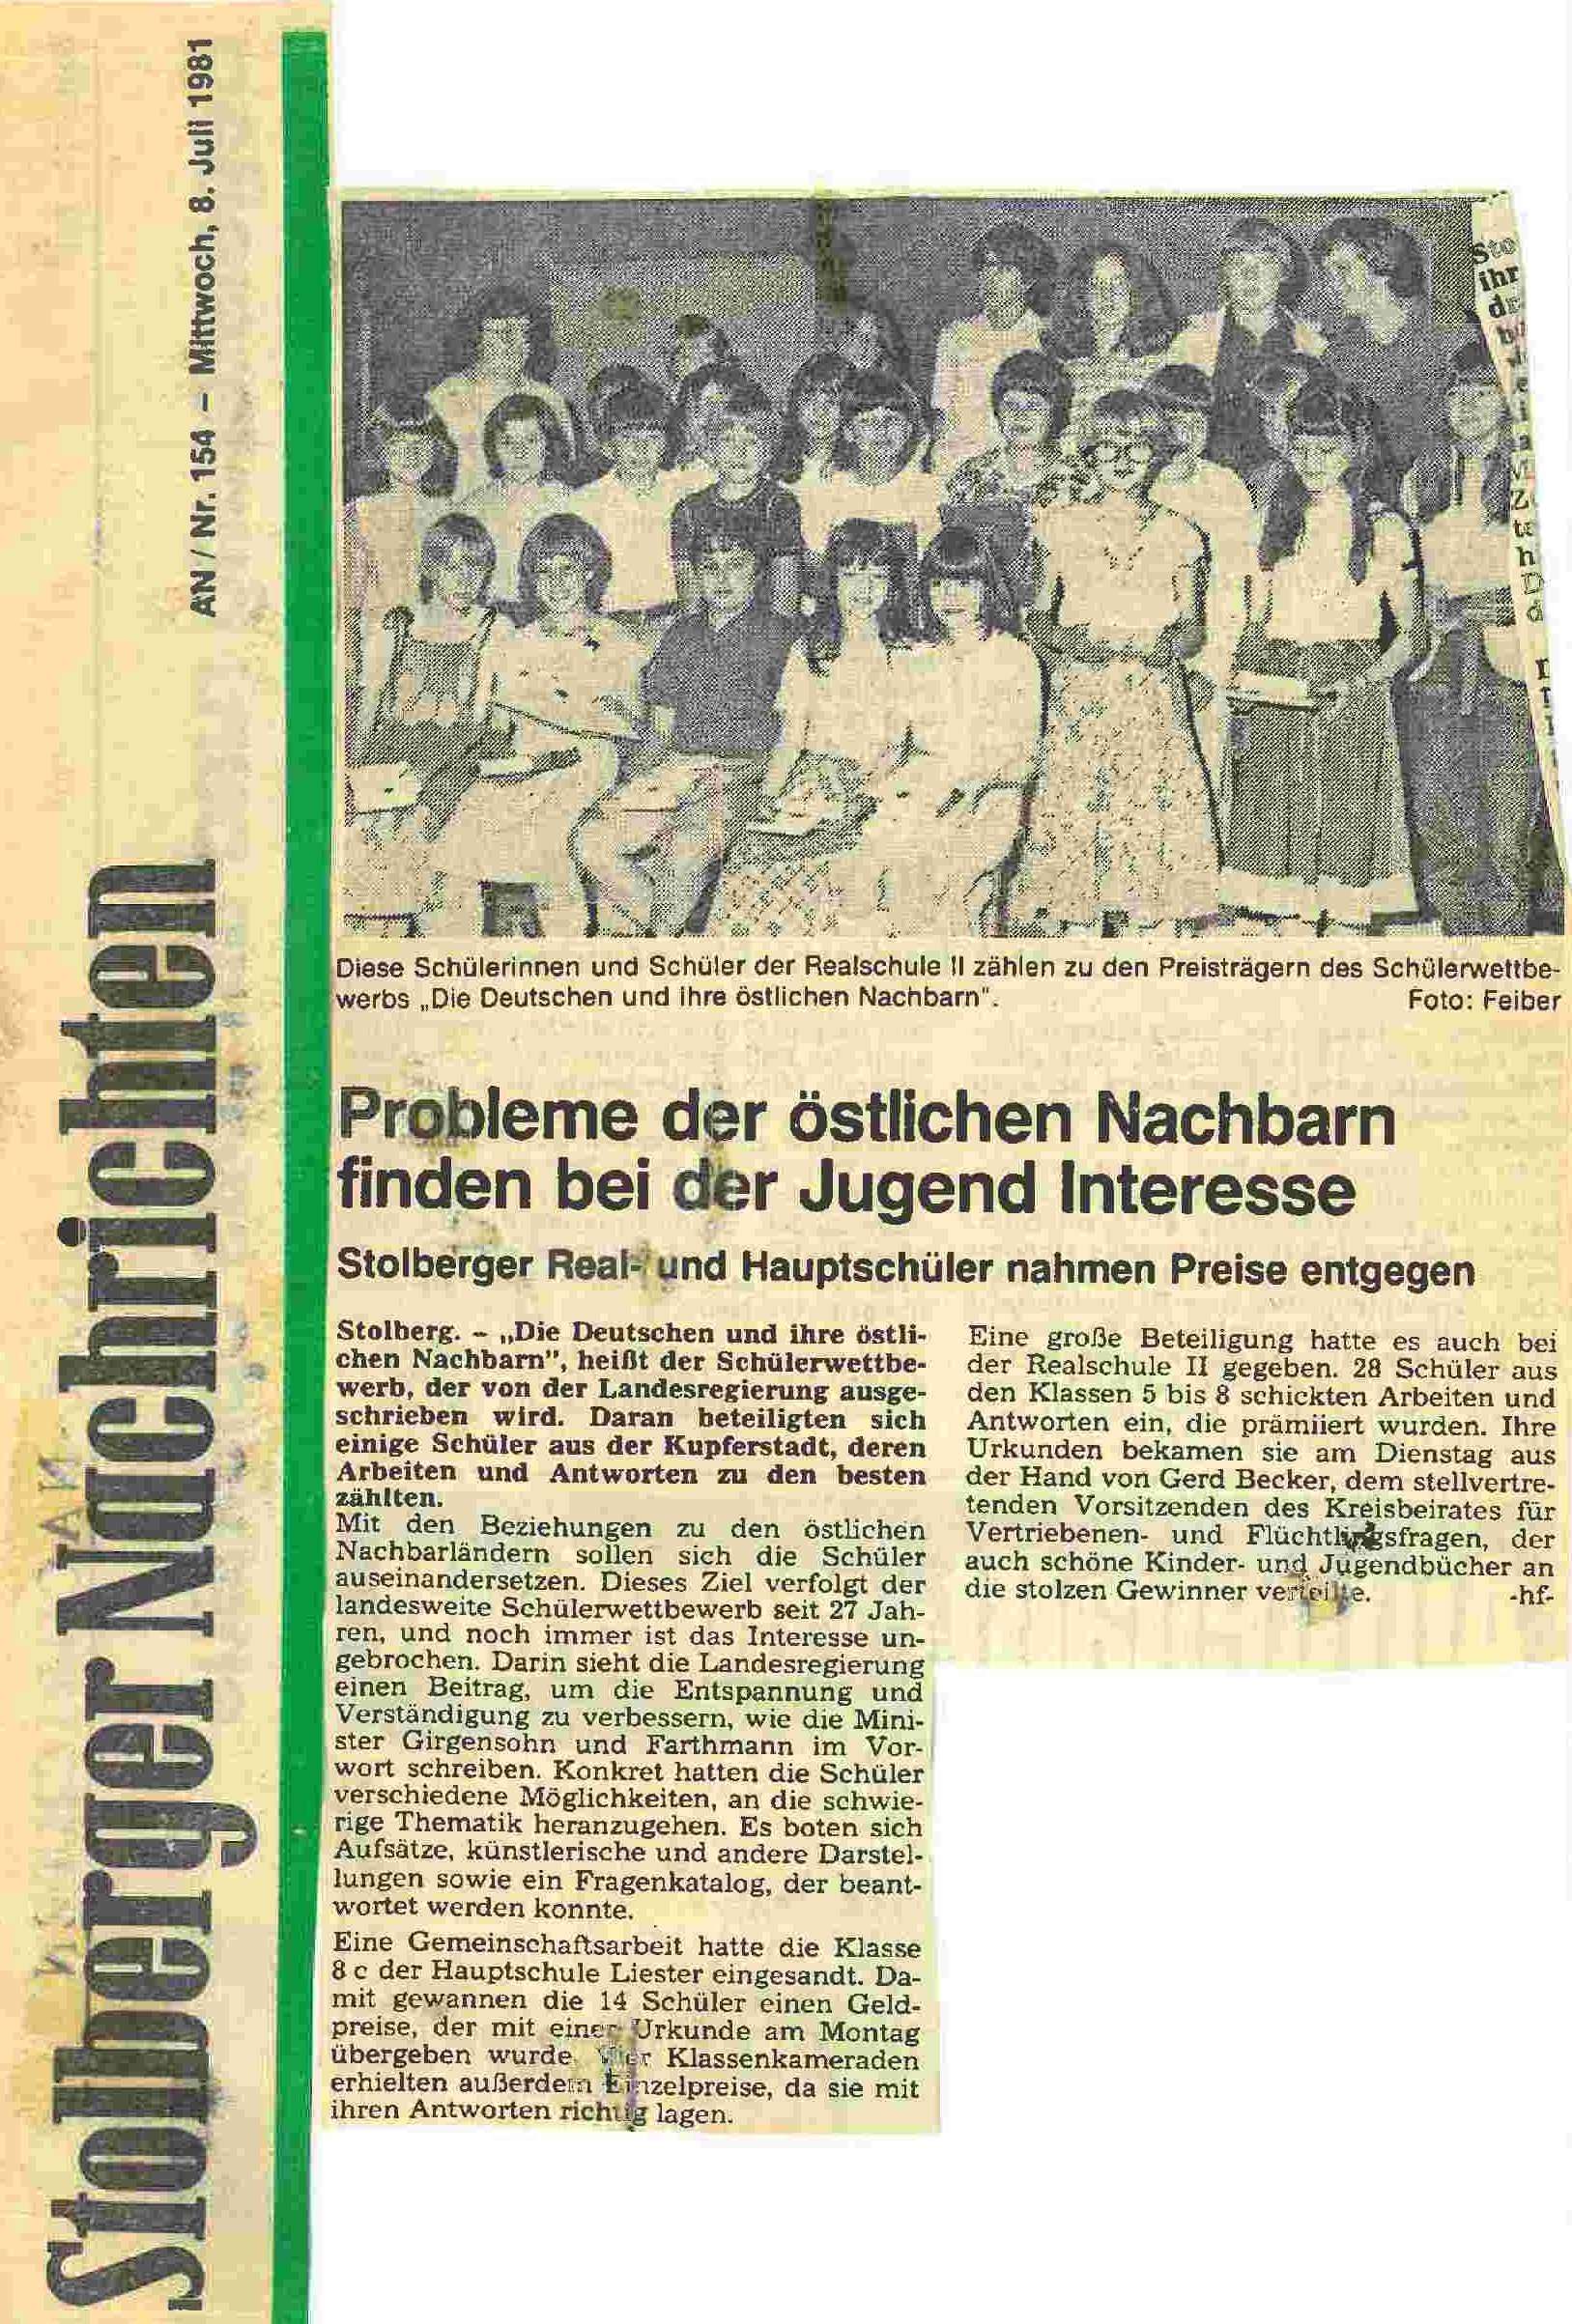 Stolberger Nachrichten
AN / Nr. 154 – Mittwoch, 8. Juli 1981
Sto
ihr
Diese Schülerinnen und Schüler der Realschule II zählen zu den Preisträgern des Schülerwettbe-
werbs „Die Deutschen und ihre östlichen Nachbarn".
Foto: Feiber
Probleme der östlichen Nachbarn
finden bei der Jugend Interesse
Stolberger Real- und Hauptschüler nahmen Preise entgegen
Stolberg. – „Die Deutschen und ihre östli-
chen Nachbarn", heißt der Schülerwettbe-
werb, der von der Landesregierung ausge-
schrieben wird. Daran beteiligten sich
einige Schüler aus der Kupferstadt, deren
Arbeiten und Antworten zu den besten
zählten.
Mit den Beziehungen zu den östlichen
Nachbarländern sollen sich die Schüler
auseinandersetzen. Dieses Ziel verfolgt der
landesweite Schülerwettbewerb seit 27 Jah-
ren, und noch immer ist das Interesse un-
gebrochen. Darin sieht die Landesregierung
einen Beitrag, um die Entspannung und
Verständigung zu verbessern, wie die Mini-
ster Girgensohn und Farthmann im Vor-
wort schreiben. Konkret hatten die Schüler
verschiedene Möglichkeiten, an die schwie-
rige Thematik heranzugehen. Es boten sich
Aufsätze, künstlerische und andere Darstel-
lungen sowie ein Fragenkatalog, der beant-
wortet werden konnte.
Eine Gemeinschaftsarbeit hatte die Klasse
8 c der Hauptschule Liester eingesandt. Da-
mit gewannen die 14 Schüler einen Geld-
preise, der mit einer Urkunde am Montag
übergeben wurde. Vier Klassenkameraden
erhielten außerdem Einzelpreise, da sie mit
ihren Antworten richtig lagen.
Eine große Beteiligung hatte es auch bei
der Realschule II gegeben. 28 Schüler aus
den Klassen 5 bis 8 schickten Arbeiten und
Antworten ein, die prämiiert wurden. Ihre
Urkunden bekamen sie am Dienstag aus
der Hand von Gerd Becker, dem stellvertre-
tenden Vorsitzenden des Kreisbeirates für
Vertriebenen- und Flüchtlingsfragen, der
auch schöne Kinder- und Jugendbücher an
die stolzen Gewinner verteilte. -hf-